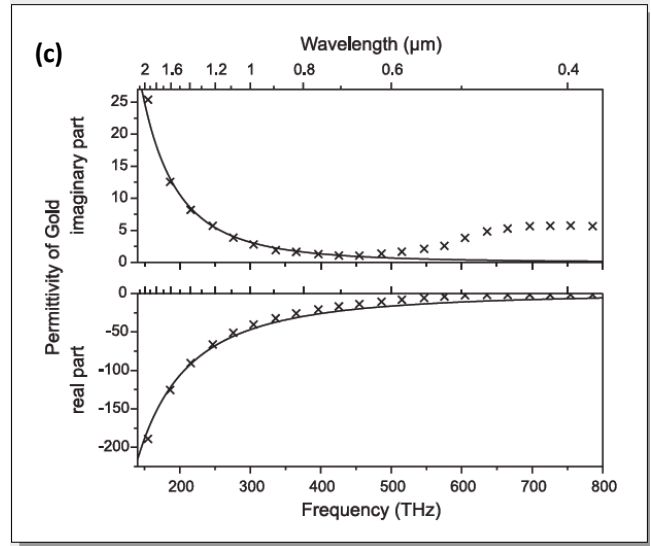 (c)
Wavelength (μm)
2 1.6 1.2 1 0.8 0.6 0.4
Permittivity of Gold
imaginary part
25
20
15
10
5
0
real part
0
-50
-100
-150
-200
200 300 400 500 600 700 800
Frequency (THz)